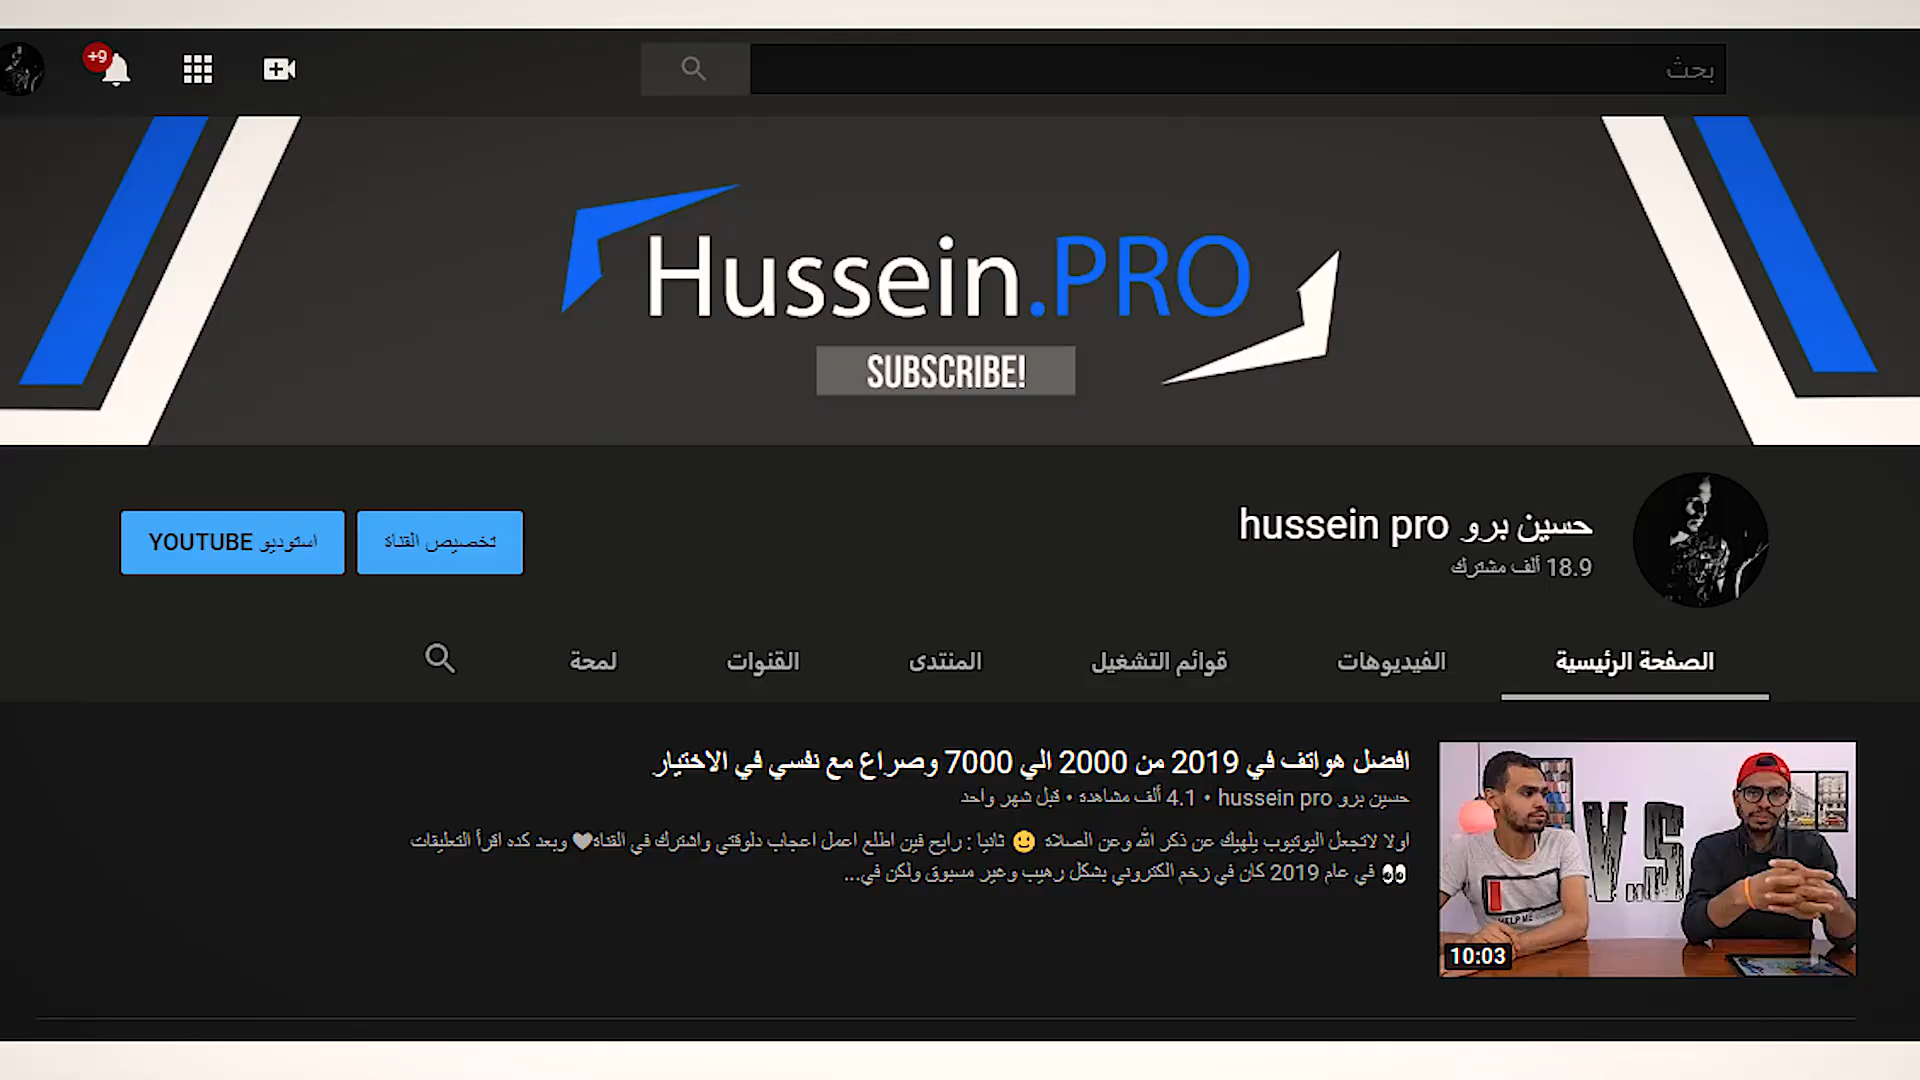 بحث
9+
Hussein.PRO
SUBSCRIBE!
حسين برو hussein pro
18.9 ألف مشترك
تخصيص القناة
استوديو YOUTUBE
الصفحة الرئيسية
الفيديوهات
قوائم التشغيل
المنتدى
القنوات
لمحة
افضل هواتف في 2019 من 2000 الي 7000 وصراع مع نفسي في الاختيار
حسين برو hussein pro • 4.1 ألف مشاهدة • قبل شهر واحد
اولا لاتجعل اليوتيوب يلهيك عن ذكر الله وعن الصلاة 🙂 ثانيا : رايح فين اطلع اعمل اعجاب دلوقتي واشترك في القناة🤍 وبعد كده اقرأ التعليقات
👀 في عام 2019 كان في زخم الكتروني بشكل رهيب وغير مسبوق ولكن في...
V.S
HELP ME
10:03